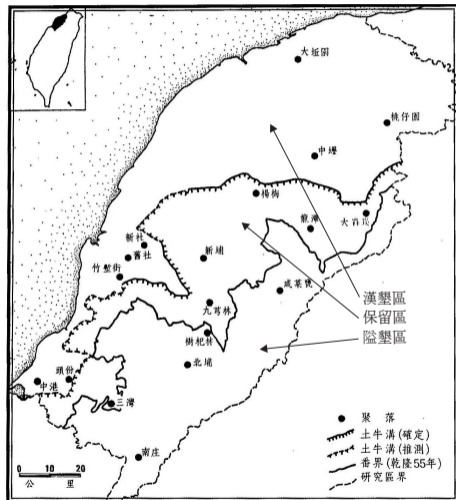 大坵園
桃仔園
中壢
楊梅
龍潭
大嵙崁
新社
舊社
新埔
竹塹街
咸菜甕
九芎林
漢墾區
保留區
隘墾區
樹杞林
北埔
頭份
中港
三灣
南庄
聚落
土牛溝(確定)
土牛溝(推測)
番界(乾隆55年)
研究區界
0 10 20
公 里